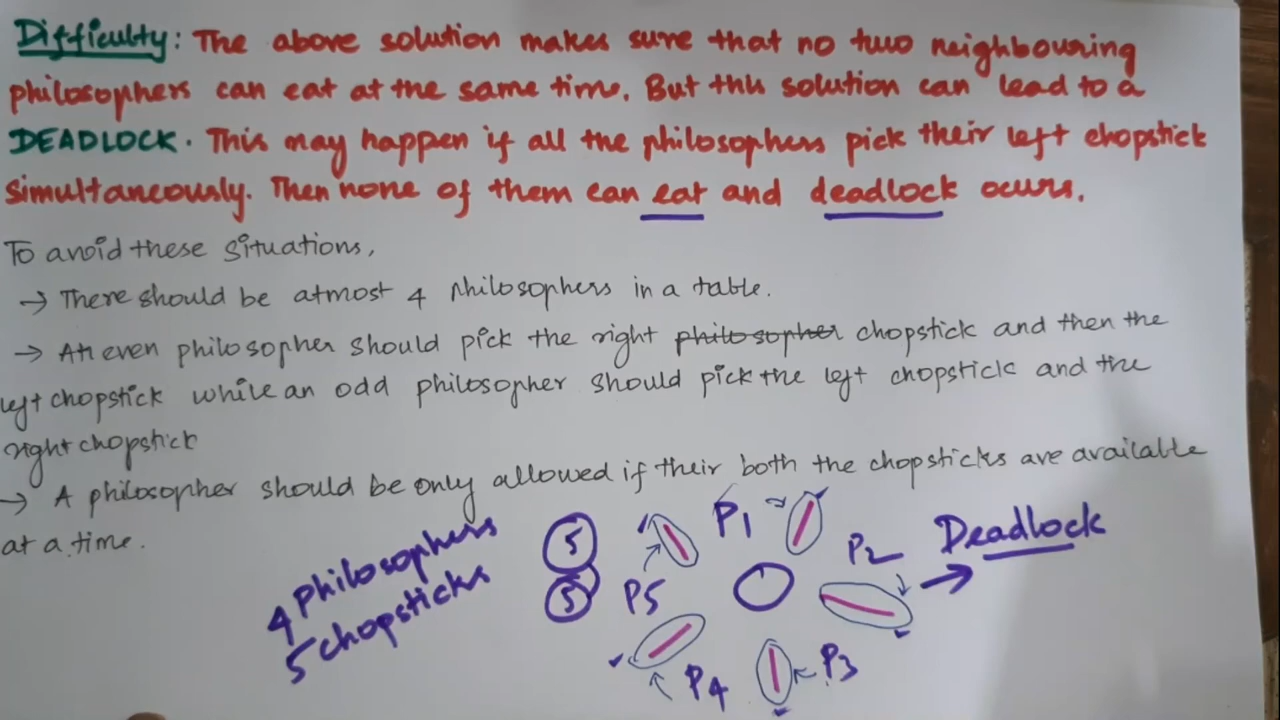 Difficulty: The above solution makes sure that no two neighbouring
philosophers can eat at the same time. But this solution can lead to a
DEADLOCK. This may happen if all the philosophers pick their left chopstick
simultaneously. Then none of them can eat and deadlock ocurs.
To avoid these situations,
→ There should be atmost 4 philosophers in a table.
→ An even philosopher should pick the right philosopher chopstick and then the
left chopstick while an odd philosopher should pick the left chopstick and the
right chopstick
→ A philosopher should be only allowed if their both the chopsticks are available
at a time.
4 philosophers
5 chopsticks
5
5
P1
P2
Deadlock
P5
P3
P4